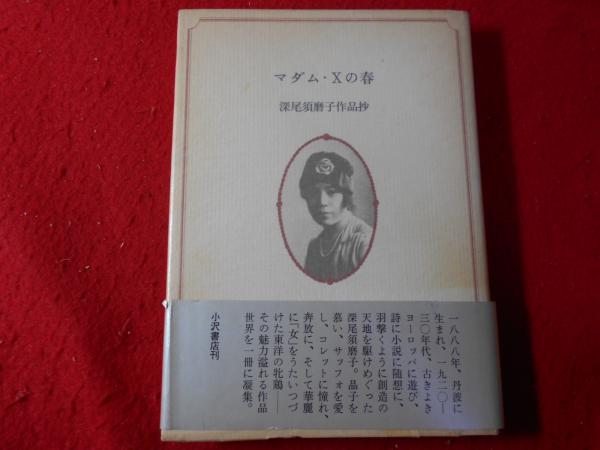 マダム・Xの春
深尾須磨子作品抄
一八八八年、丹波に
生まれ、一九二〇―
三〇年代、古きよき
ヨーロッパに遊び、
詩に小説に随想に、
羽撃くように創造の
天地を駆けめぐった
深尾須磨子。晶子を
慕い、サッフォを愛
し、コレットに憧れ、
奔放に、そして華麗
に「女」をうたいつづ
けた東洋の牝鶏――
その魅力溢れる作品
世界を一冊に凝集。
小沢書店刊